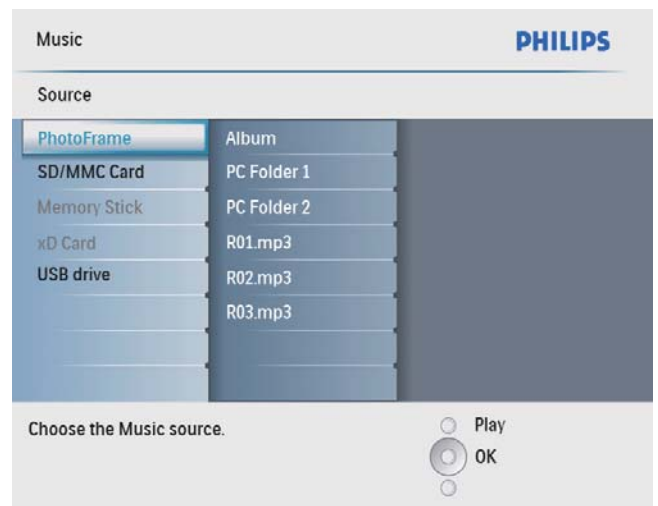 Music PHILIPS
Source
PhotoFrame Album
SD/MMC Card PC Folder 1
Memory Stick PC Folder 2
xD Card R01.mp3
USB drive R02.mp3
R03.mp3
Choose the Music source. Play
OK